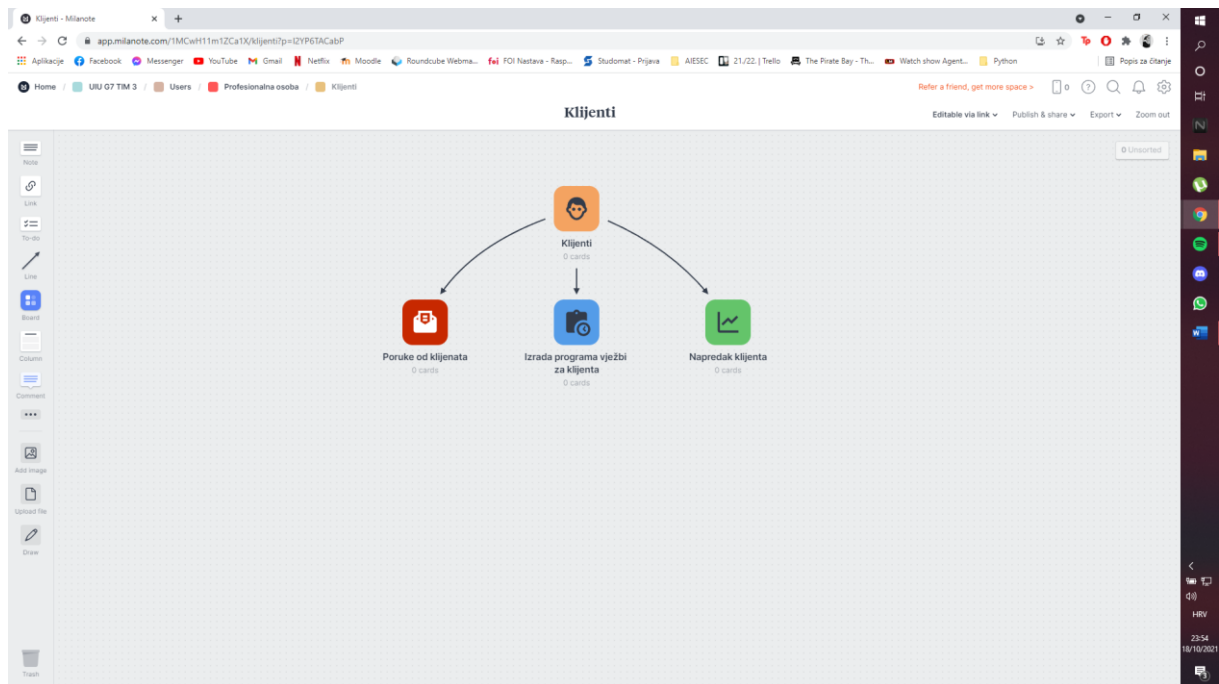 Klijenti - Milanote
app.milanote.com/1MCwH11m1ZCa1X/klijenti?p=I2YP6TACabP
Aplikacije Facebook Messenger YouTube Gmail Netflix Moodle Roundcube Webma... FOI Nastava - Rasp... Studomat - Prijava AIESEC 21./22. | Trello The Pirate Bay - Th... Watch show Agent... Python Popis za čitanje
Home / UIU G7 TIM 3 / Users / Profesionalna osoba / Klijenti
Refer a friend, get more space > 0
Klijenti
Editable via link Publish & share Export Zoom out
0 Unsorted
Note
Link
To-do
Line
Board
Column
Comment
Add image
Upload file
Draw
Trash
Klijenti
0 cards
Poruke od klijenata
0 cards
Izrada programa vježbi
za klijenta
0 cards
Napredak klijenta
0 cards
HRV
23:54
18/10/2021